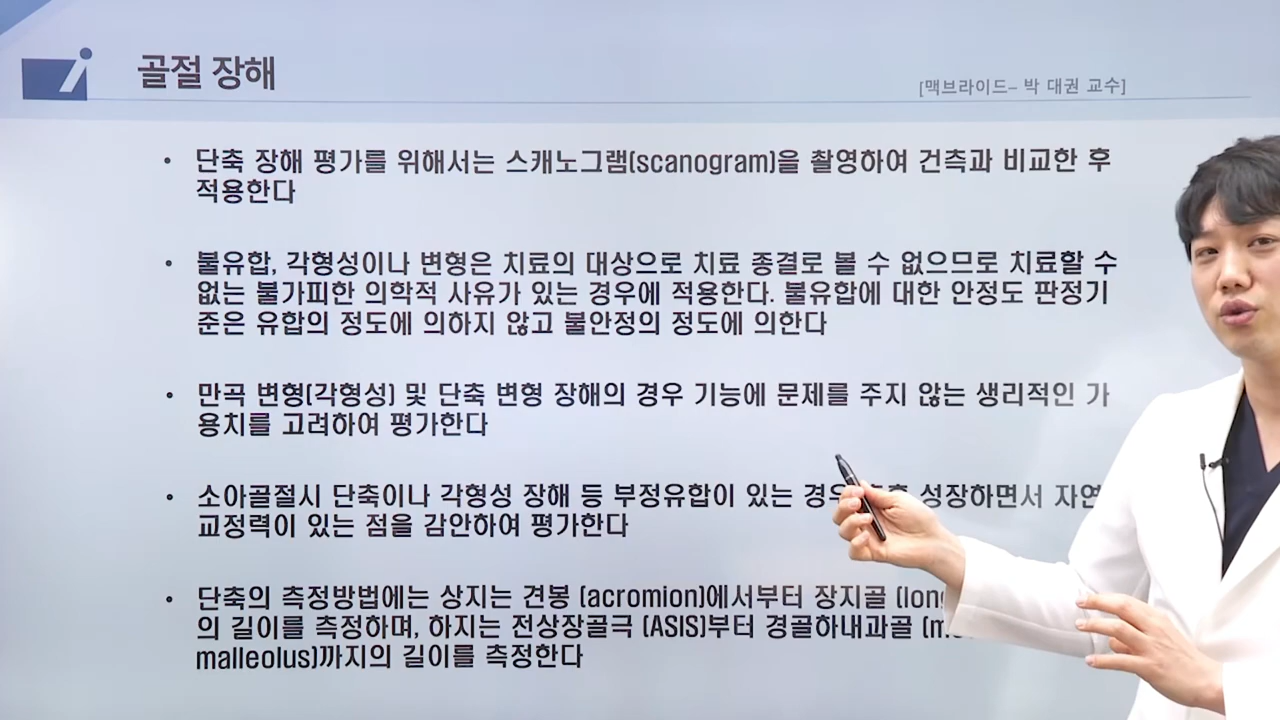 골절 장해
[맥브라이드- 박 대권 교수]
• 단축 장해 평가를 위해서는 스캐노그램(scanogram)을 촬영하여 건측과 비교한 후
적용한다
• 불유합, 각형성이나 변형은 치료의 대상으로 치료 종결로 볼 수 없으므로 치료할 수
없는 불가피한 의학적 사유가 있는 경우에 적용한다. 불유합에 대한 안정도 판정기
준은 유합의 정도에 의하지 않고 불안정의 정도에 의한다
• 만곡 변형(각형성) 및 단축 변형 장해의 경우 기능에 문제를 주지 않는 생리적인 가
용치를 고려하여 평가한다
• 소아골절시 단축이나 각형성 장해 등 부정유합이 있는 성장하면서
교정력이 있는 점을 감안하여 평가한다
• 단축의 측정방법에는 상지는 견봉 (acromion)에서부터 장지골
의 길이를 측정하며, 하지는 전상장골극 (ASIS)부터 경골하내과골
malleolus)까지의 길이를 측정한다